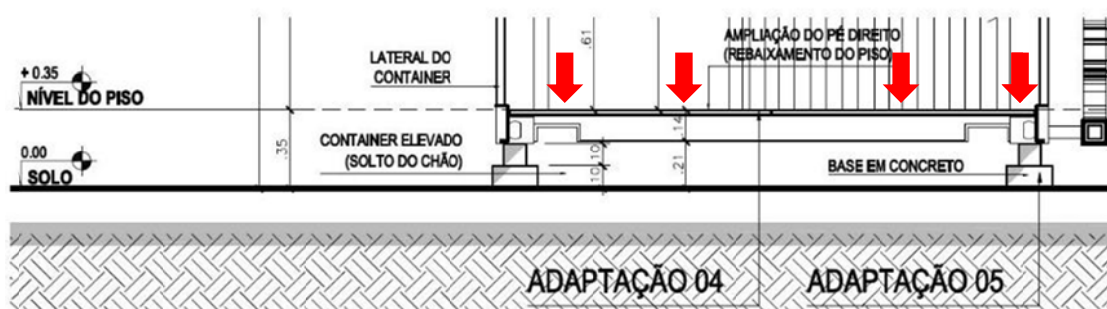 .61
AMPLIAÇÃO DO PÉ DIREITO
(REBAIXAMENTO DO PISO)
LATERAL DO
CONTAINER
+ 0.35
NÍVEL DO PISO
.14
.35
CONTAINER ELEVADO
(SOLTO DO CHÃO)
.10
.10
.21
0.00
SOLO
BASE EM CONCRETO
ADAPTAÇÃO 04
ADAPTAÇÃO 05